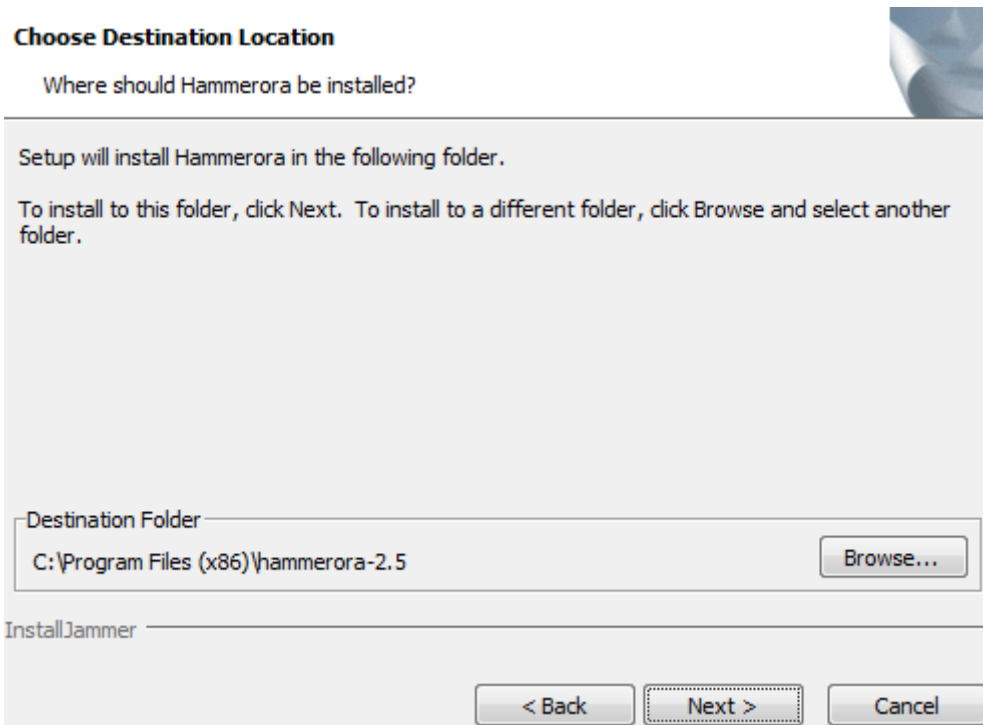 Choose Destination Location
Where should Hammerora be installed?
Setup will install Hammerora in the following folder.
To install to this folder, click Next.  To install to a different folder, click Browse and select another
folder.
Destination Folder
C:\Program Files (x86)\hammerora-2.5
Browse...
InstallJammer
< Back
Next >
Cancel